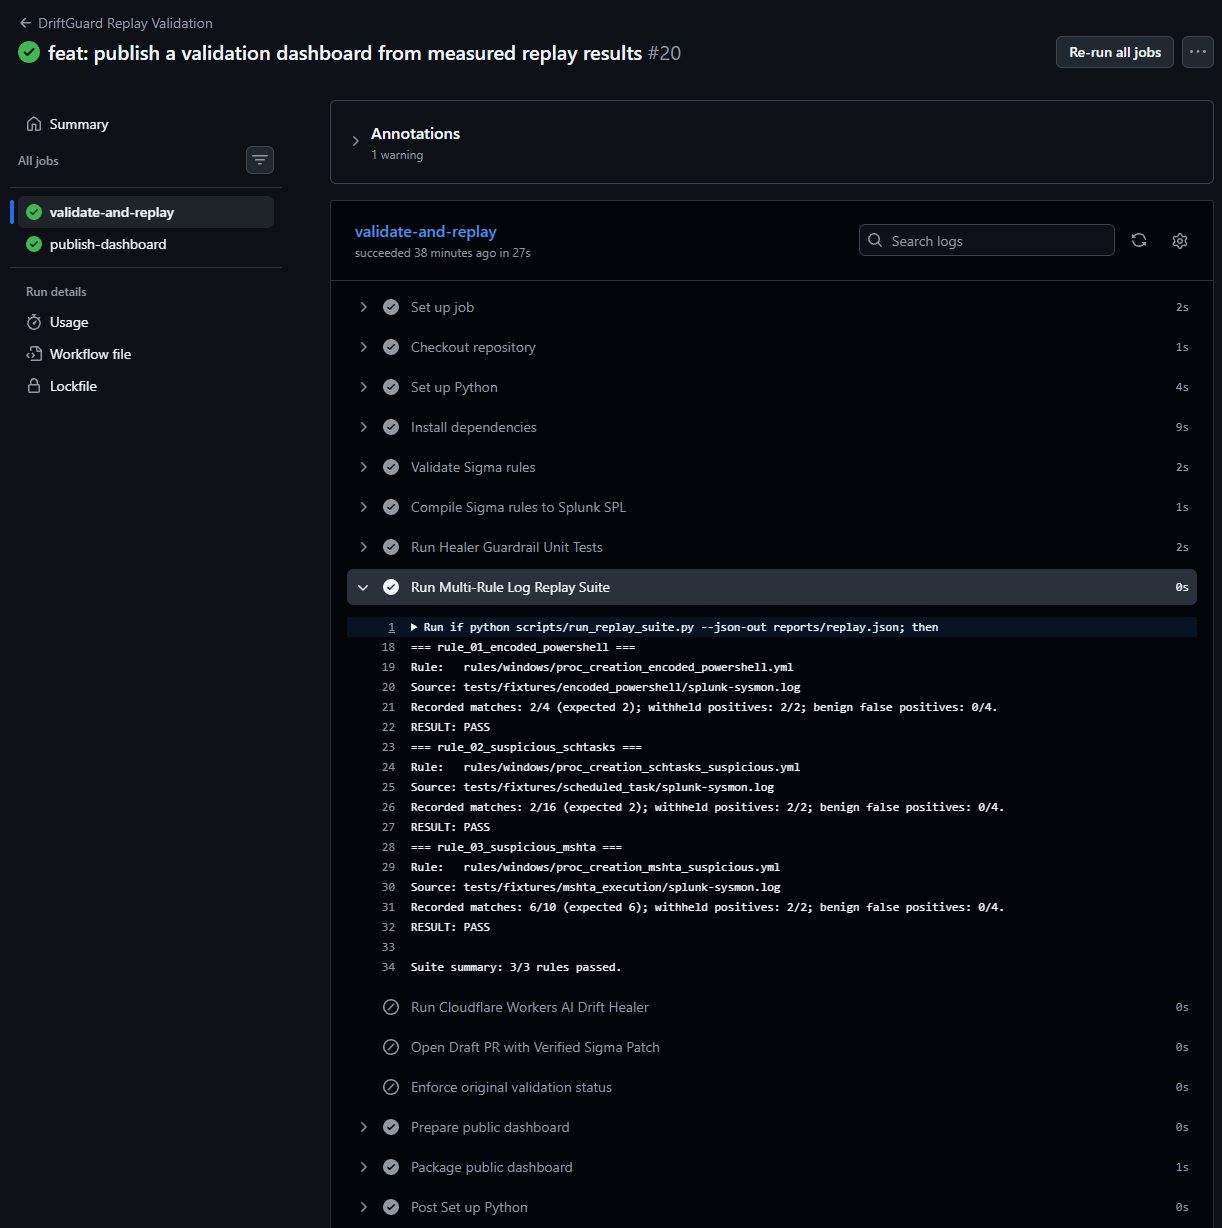 DriftGuard Replay Validation
feat: publish a validation dashboard from measured replay results #20
Re-run all jobs
Summary
All jobs
validate-and-replay
publish-dashboard
Run details
Usage
Workflow file
Lockfile
Annotations
1 warning
validate-and-replay
succeeded 38 minutes ago in 27s
Search logs
Set up job 2s
Checkout repository 1s
Set up Python 4s
Install dependencies 9s
Validate Sigma rules 2s
Compile Sigma rules to Splunk SPL 1s
Run Healer Guardrail Unit Tests 2s
Run Multi-Rule Log Replay Suite 0s
1 Run if python scripts/run_replay_suite.py --json-out reports/replay.json; then
18 === rule_01_encoded_powershell ===
19 Rule:   rules/windows/proc_creation_encoded_powershell.yml
20 Source: tests/fixtures/encoded_powershell/splunk-sysmon.log
21 Recorded matches: 2/4 (expected 2); withheld positives: 2/2; benign false positives: 0/4.
22 RESULT: PASS
23 === rule_02_suspicious_schtasks ===
24 Rule:   rules/windows/proc_creation_schtasks_suspicious.yml
25 Source: tests/fixtures/scheduled_task/splunk-sysmon.log
26 Recorded matches: 2/16 (expected 2); withheld positives: 2/2; benign false positives: 0/4.
27 RESULT: PASS
28 === rule_03_suspicious_mshta ===
29 Rule:   rules/windows/proc_creation_mshta_suspicious.yml
30 Source: tests/fixtures/mshta_execution/splunk-sysmon.log
31 Recorded matches: 6/10 (expected 6); withheld positives: 2/2; benign false positives: 0/4.
32 RESULT: PASS
33
34 Suite summary: 3/3 rules passed.
Run Cloudflare Workers AI Drift Healer 0s
Open Draft PR with Verified Sigma Patch 0s
Enforce original validation status 0s
Prepare public dashboard 0s
Package public dashboard 1s
Post Set up Python 0s